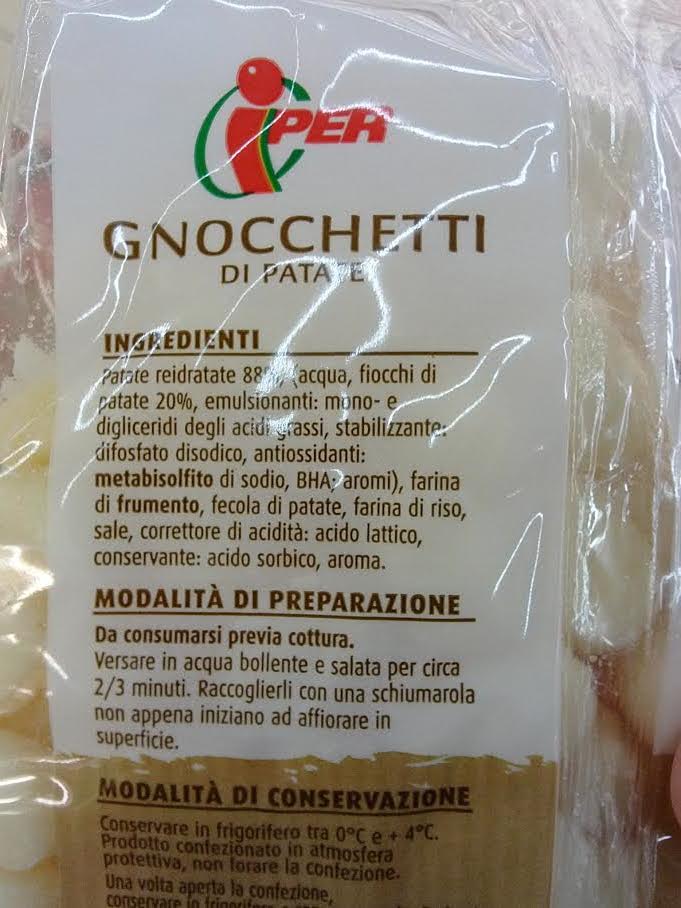 iPER
GNOCCHETTI
DI PATATE
INGREDIENTI
Patate reidratate 88%, (acqua, fiocchi di
patate 20%, emulsionanti: mono- e
digliceridi degli acidi grassi, stabilizzante:
difosfato disodico, antiossidanti:
metabisolfito di sodio, BHA; aromi), farina
di frumento, fecola di patate, farina di riso,
sale, correttore di acidità: acido lattico,
conservante: acido sorbico, aroma.
MODALITÀ DI PREPARAZIONE
Da consumarsi previa cottura.
Versare in acqua bollente e salata per circa
2/3 minuti. Raccoglierli con una schiumarola
non appena iniziano ad affiorare in
superficie.
MODALITÀ DI CONSERVAZIONE
Conservare in frigorifero tra 0°C e + 4°C.
Prodotto confezionato in atmosfera
protettiva, non forare la confezione.
Una volta aperta la confezione,
conservare in frigorifero